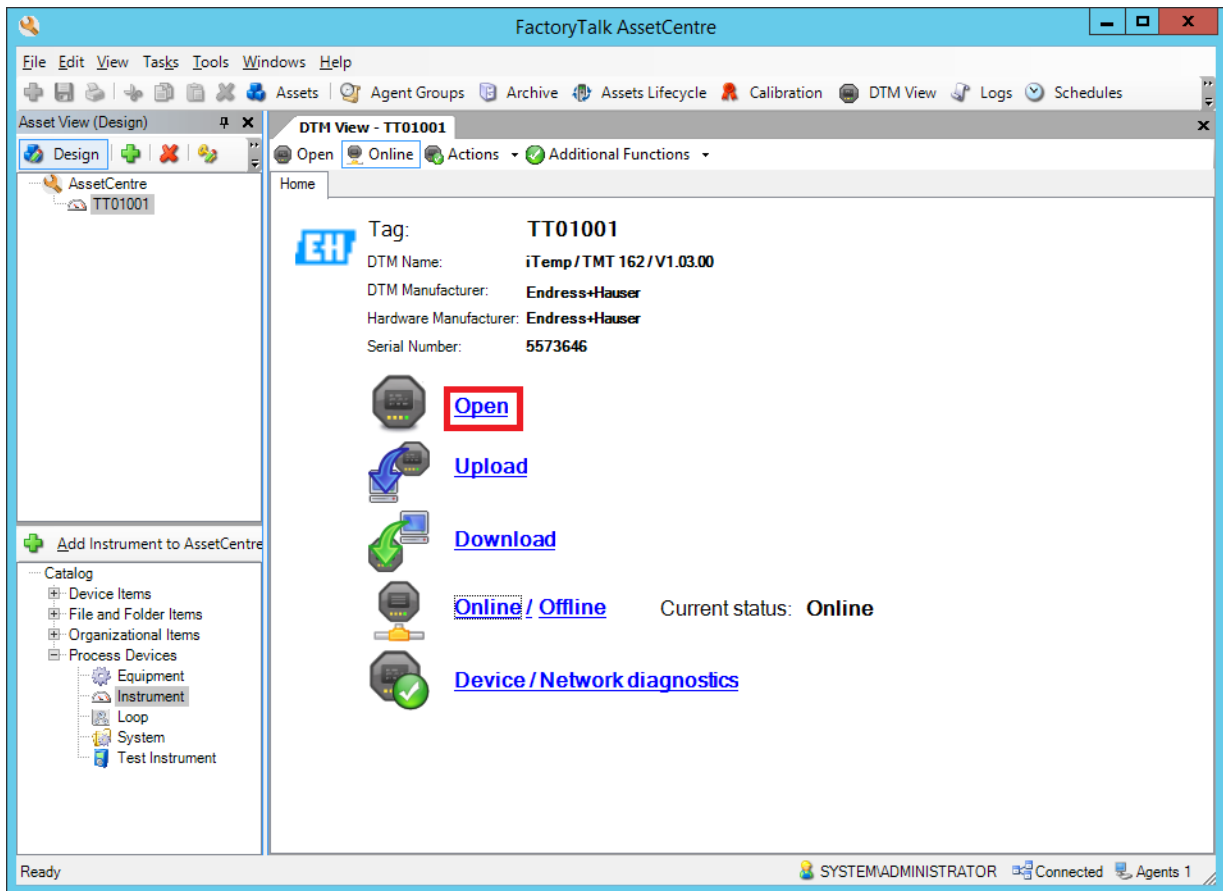 FactoryTalk AssetCentre
File Edit View Tasks Tools Windows Help
Assets Agent Groups Archive Assets Lifecycle Calibration DTM View Logs Schedules
Asset View (Design)
Design
AssetCentre
TT01001
DTM View - TT01001
Open Online Actions Additional Functions
Home
EH
Tag: TT01001
DTM Name: iTemp / TMT 162 / V1.03.00
DTM Manufacturer: Endress+Hauser
Hardware Manufacturer: Endress+Hauser
Serial Number: 5573646
Open
Upload
Download
Online / Offline Current status: Online
Device / Network diagnostics
Add Instrument to AssetCentre
Catalog
Device Items
File and Folder Items
Organizational Items
Process Devices
Equipment
Instrument
Loop
System
Test Instrument
Ready SYSTEM\ADMINISTRATOR Connected Agents 1